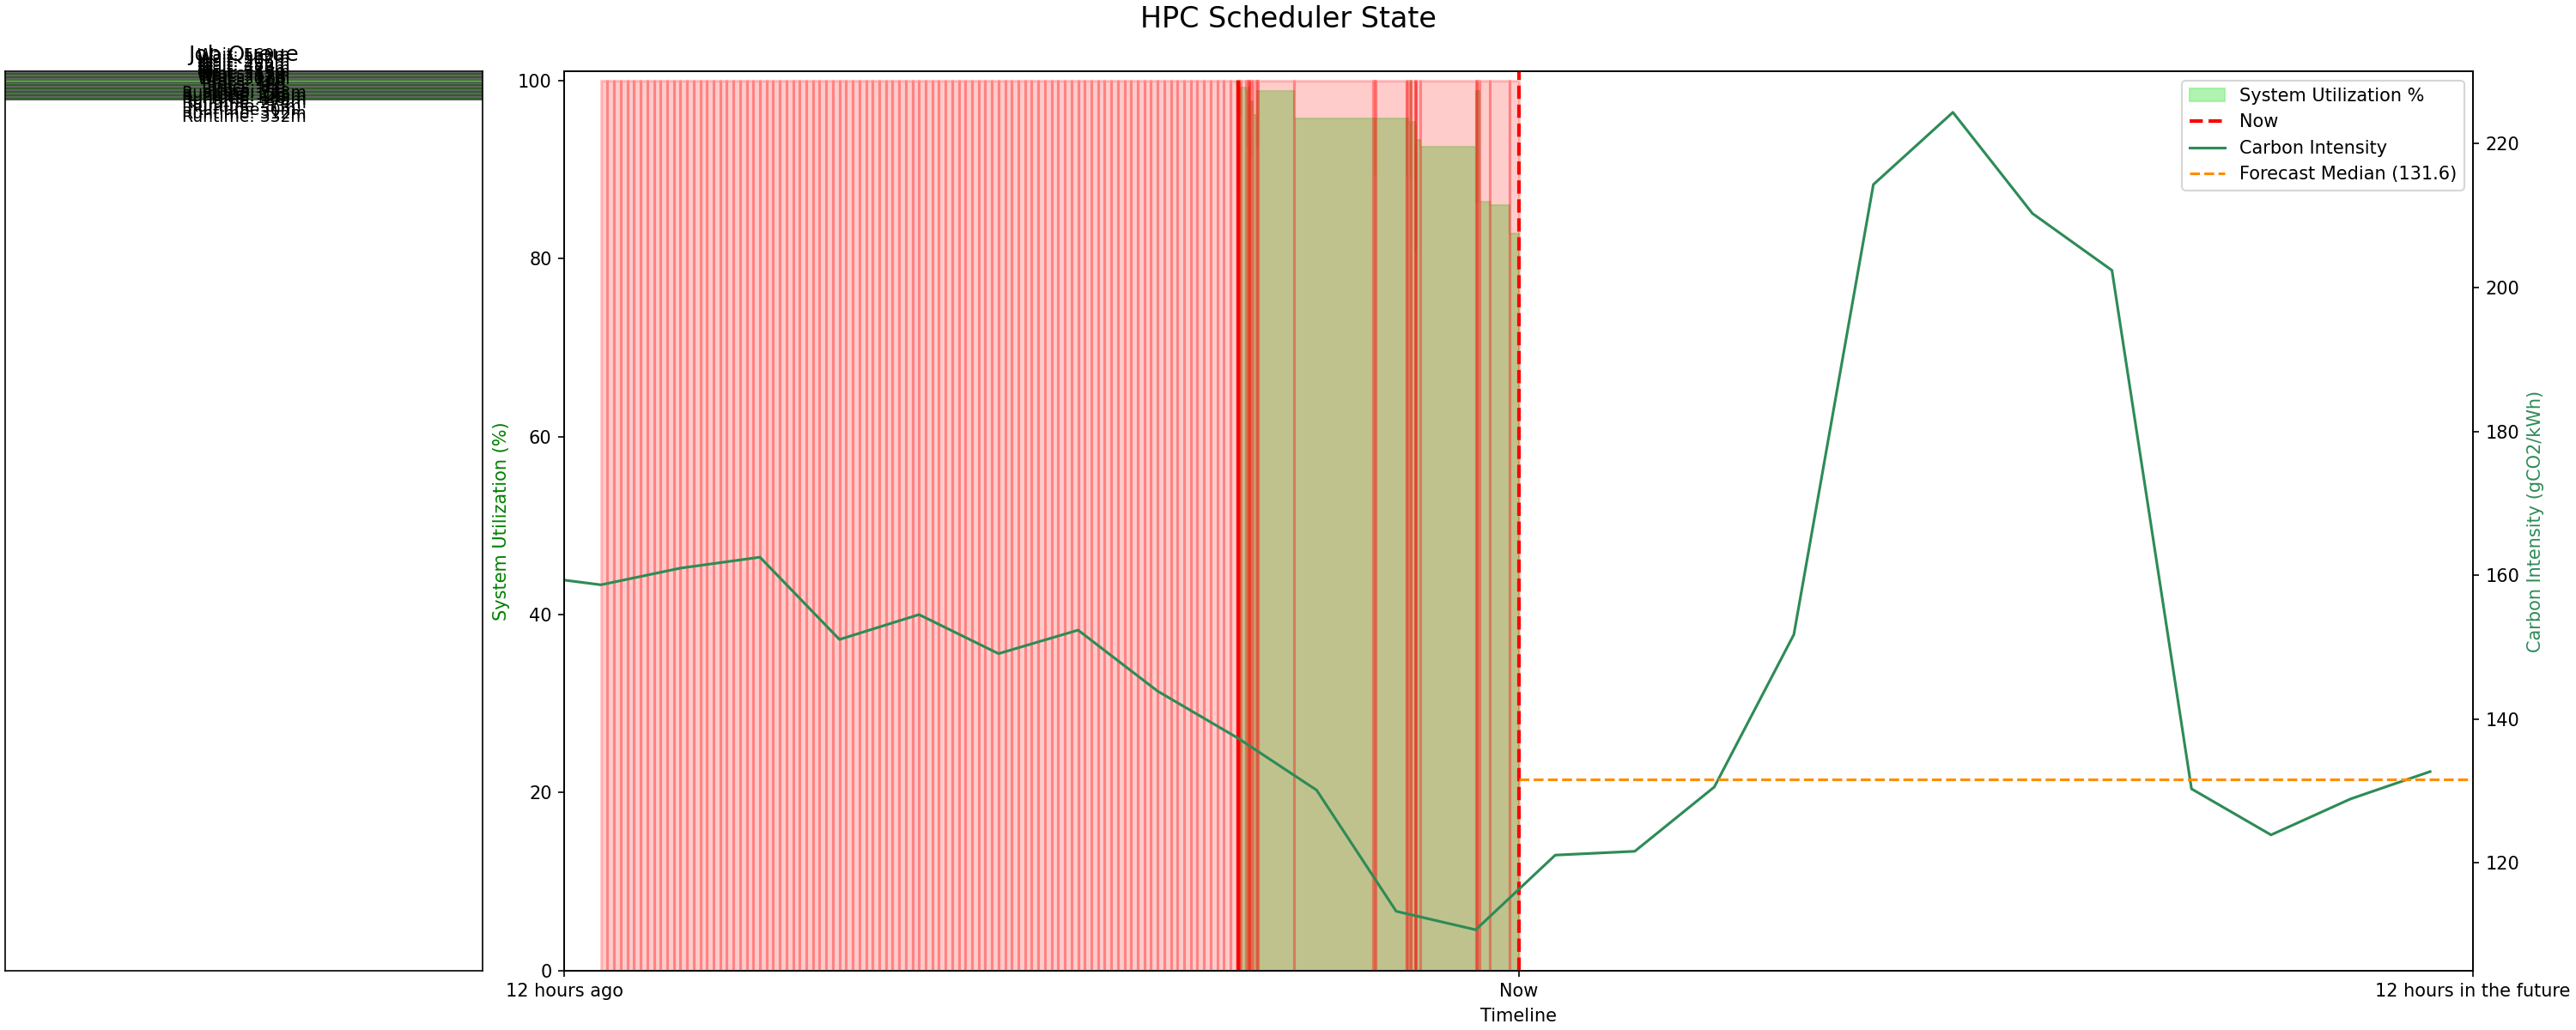 HPC Scheduler State
Job Queue
Runtime: 332m
System Utilization (%)
100
80
60
40
20
0
12 hours ago
Now
12 hours in the future
Timeline
System Utilization %
Now
Carbon Intensity
Forecast Median (131.6)
220
200
180
160
140
120
Carbon Intensity (gCO2/kWh)